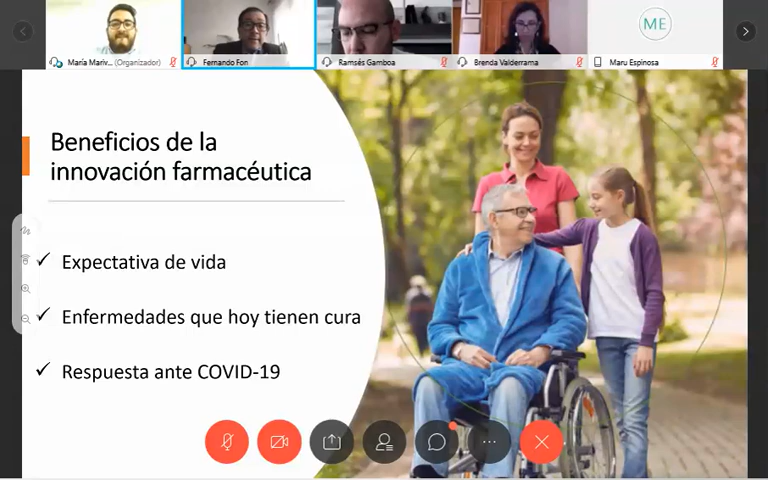 ME
María Mariv... (Organizador)
Fernando Fon
Ramsés Gamboa
Brenda Valderrama
Maru Espinosa
Beneficios de la
innovación farmacéutica
✓ Expectativa de vida
✓ Enfermedades que hoy tienen cura
✓ Respuesta ante COVID-19